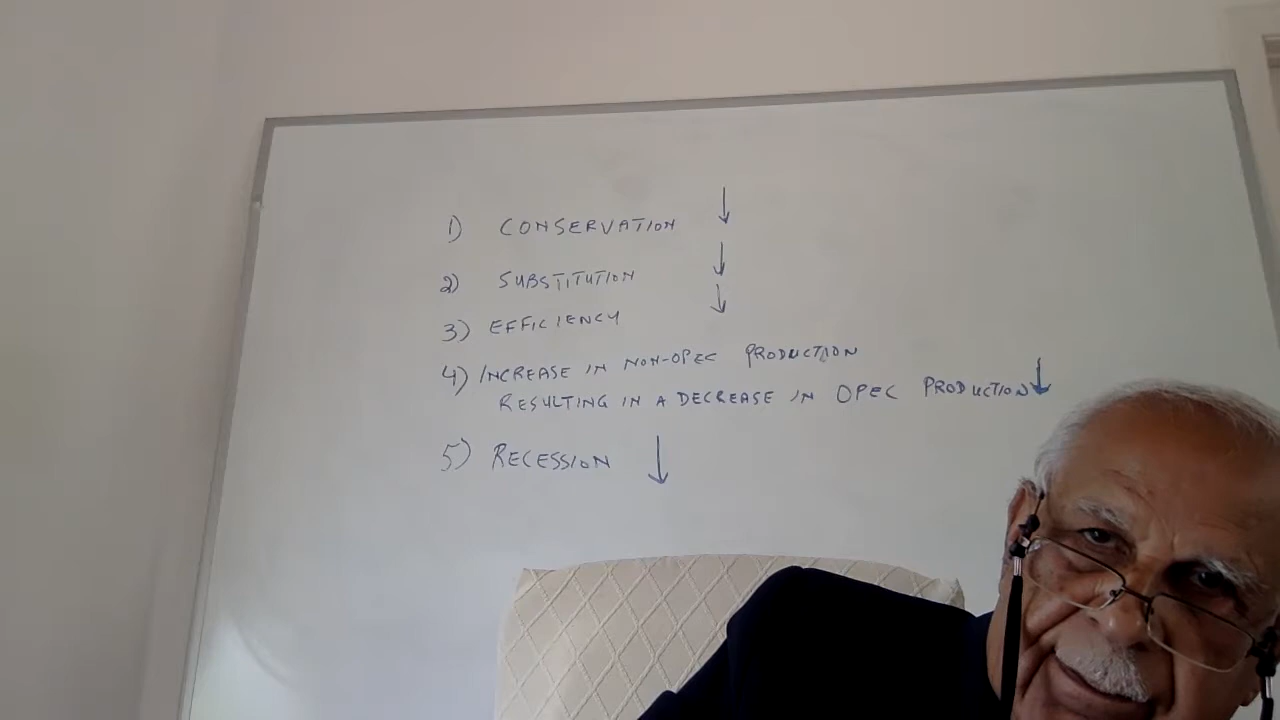 1) CONSERVATION ↓
2) SUBSTITUTION ↓
3) EFFICIENCY ↓
4) INCREASE IN NON-OPEC PRODUCTION
RESULTING IN A DECREASE IN OPEC PRODUCTION ↓
5) RECESSION ↓